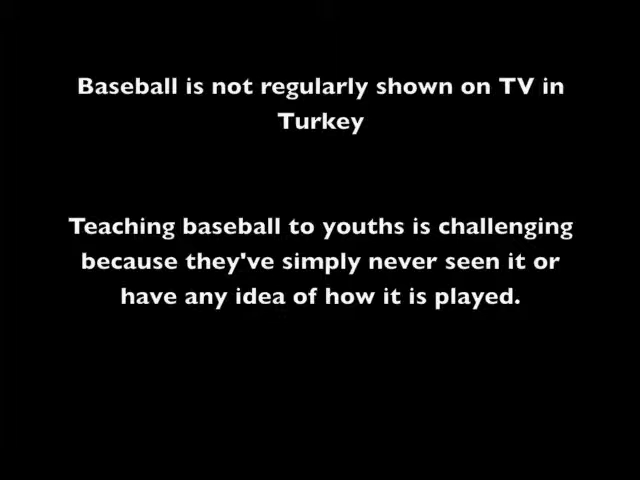 Baseball is not regularly shown on TV in
Turkey
Teaching baseball to youths is challenging
because they've simply never seen it or
have any idea of how it is played.